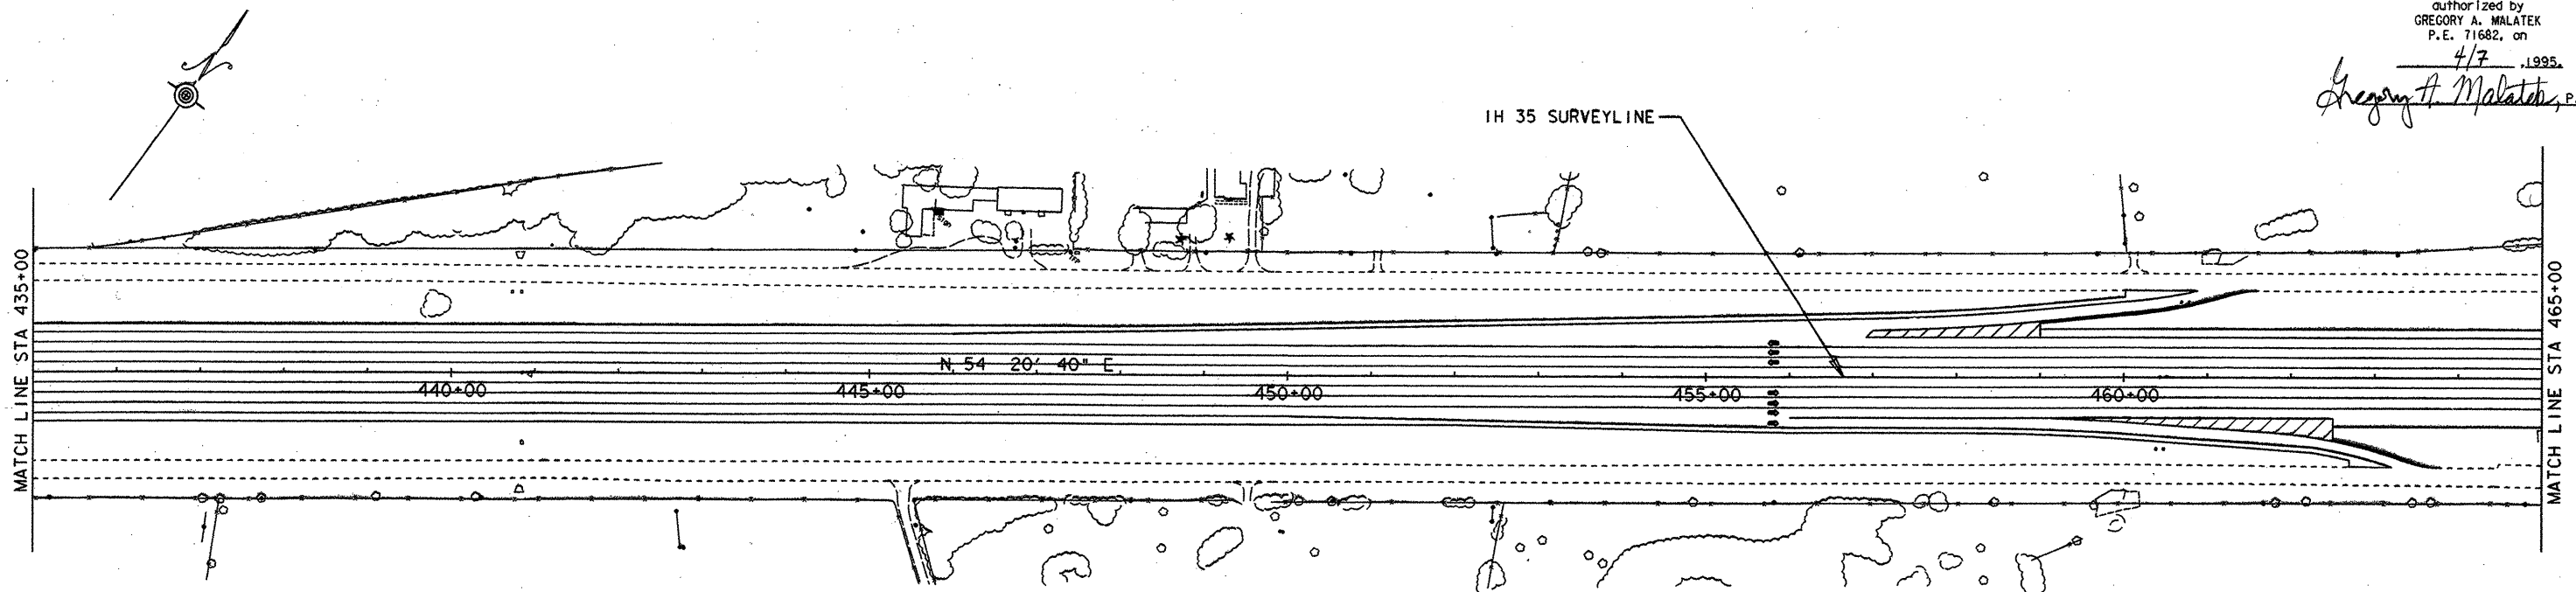 authorized by
GREGORY A. MALATEK
P.E. 71682, on
4/7 ,1995.
Gregory A. Malatek, P.
IH 35 SURVEYLINE
MATCH LINE STA 435+00
N 54 20' 40" E
440+00
445+00
450+00
455+00
460+00
MATCH LINE STA 465+00